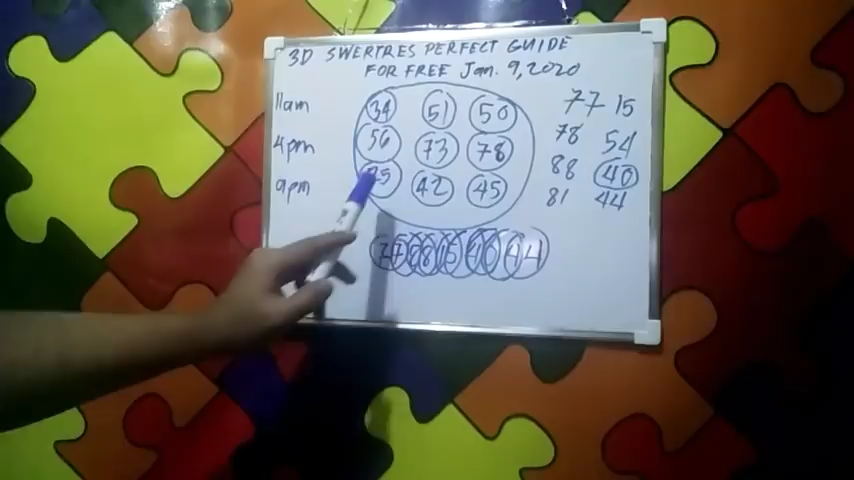 3D SWERTRES PERFECT GUIDE
FOR FREE Jan. 9, 2020
11am 34 51 50 77 15
4pm 56 73 78 78 54
9pm 42 45 88 40
81 44